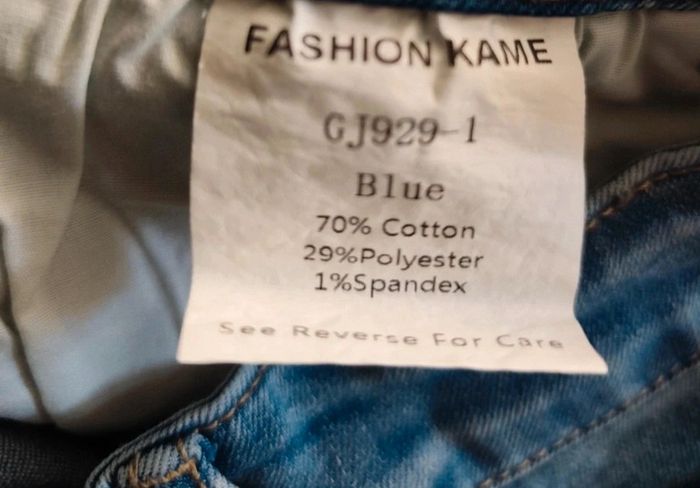 FASHION KAME
GJ929-1
Blue
70% Cotton
29%Polyester
1%Spandex
See Reverse For Care